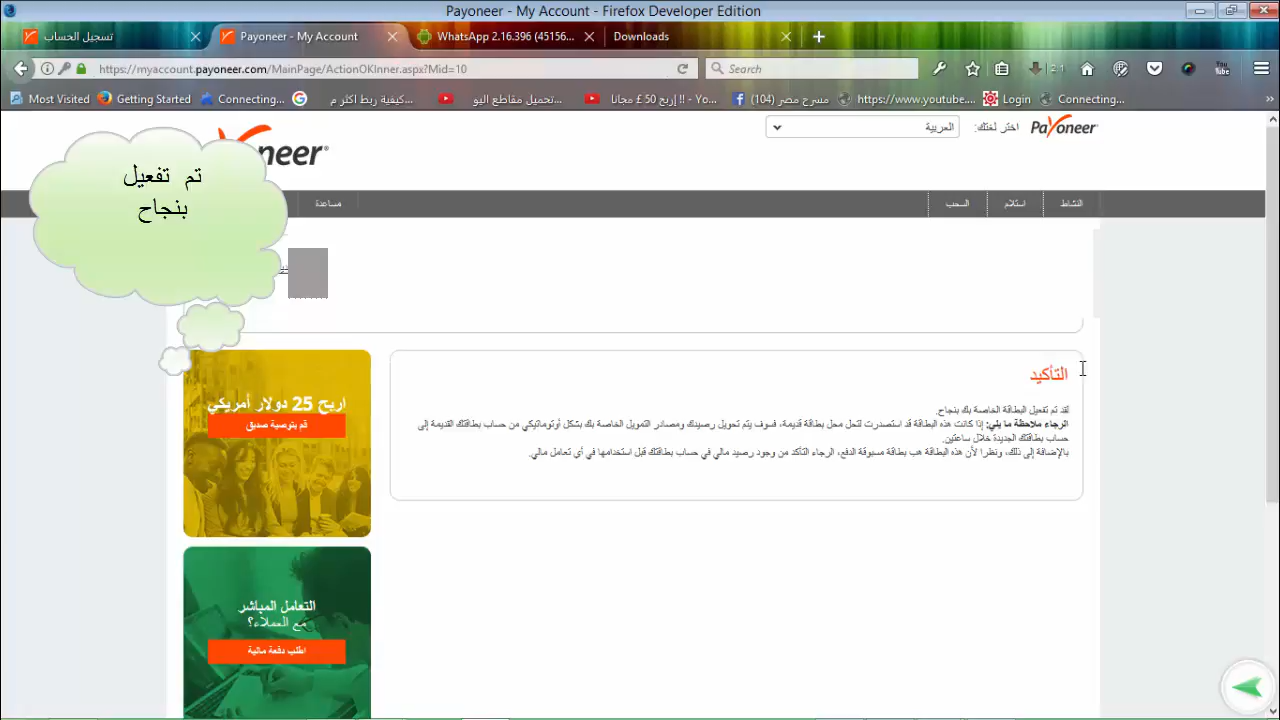 Payoneer - My Account - Firefox Developer Edition
تسجيل الحساب
Payoneer - My Account
WhatsApp 2.16.396 (45156...
Downloads
https://myaccount.payoneer.com/MainPage/ActionOKInner.aspx?Mid=10
Search
Most Visited
Getting Started
Connecting...
كيفية ربط اكثر م...
تحميل مقاطع اليو...
إربح 50 £ مجانا !! - Yo...
مسرح مصر (104)
https://www.youtube....
Login
Connecting...
اختر لغتك:
العربية
Payoneer
تم تفعيل
بنجاح
النشاط
استلام
السحب
مساعدة
التأكيد
لقد تم تفعيل البطاقة الخاصة بك بنجاح.
الرجاء ملاحظة ما يلي: إذا كانت هذه البطاقة قد استصدرت لتحل محل بطاقة قديمة، فسوف يتم تحويل رصيدك ومصادر التمويل الخاصة بك بشكل أوتوماتيكي من حساب بطاقتك القديمة إلى
حساب بطاقتك الجديدة خلال ساعتين.
بالإضافة إلى ذلك، ونظرا لأن هذه البطاقة هب بطاقة مسبوقة الدفع، الرجاء التأكد من وجود رصيد مالي في حساب بطاقتك قبل استخدامها في أي تعامل مالي.
اربح 25 دولار أمريكي
قم بتوصية صديق
التعامل المباشر
مع العملاء؟
اطلب دفعة مالية